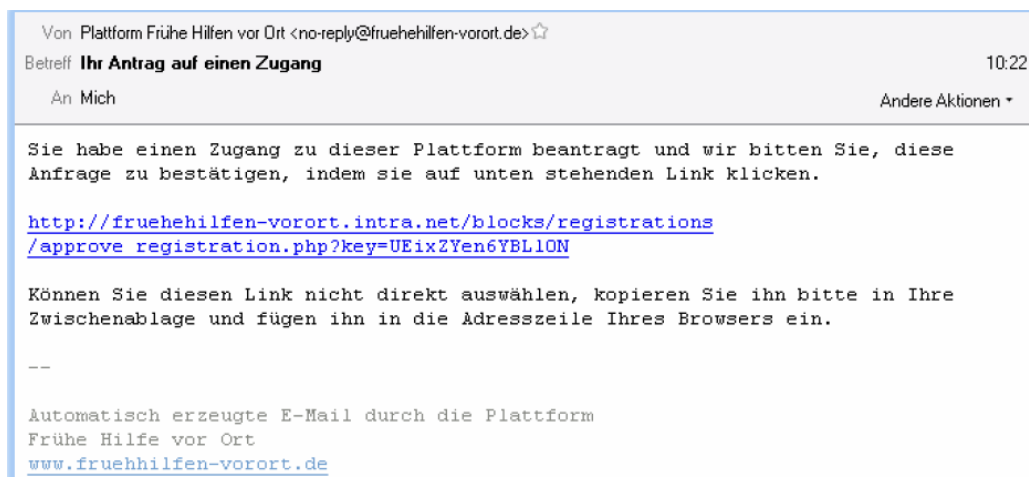 Von Plattform Frühe Hilfen vor Ort <no-reply@fruehehilfen-vorort.de>
Betreff Ihr Antrag auf einen Zugang 10:22
An Mich Andere Aktionen
Sie habe einen Zugang zu dieser Plattform beantragt und wir bitten Sie, diese
Anfrage zu bestätigen, indem sie auf unten stehenden Link klicken.
http://fruehehilfen-vorort.intra.net/blocks/registrations
/approve_registration.php?key=UEixZYen6YBLlON
Können Sie diesen Link nicht direkt auswählen, kopieren Sie ihn bitte in Ihre
Zwischenablage und fügen ihn in die Adresszeile Ihres Browsers ein.
--
Automatisch erzeugte E-Mail durch die Plattform
Frühe Hilfe vor Ort
www.fruehhilfen-vorort.de